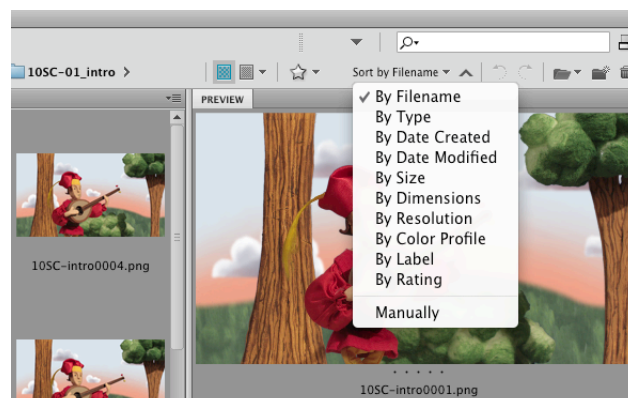 10SC-01_intro >
Sort by Filename
PREVIEW
✓ By Filename
By Type
By Date Created
By Date Modified
By Size
By Dimensions
By Resolution
By Color Profile
By Label
By Rating
Manually
10SC-intro0004.png
10SC-intro0001.png